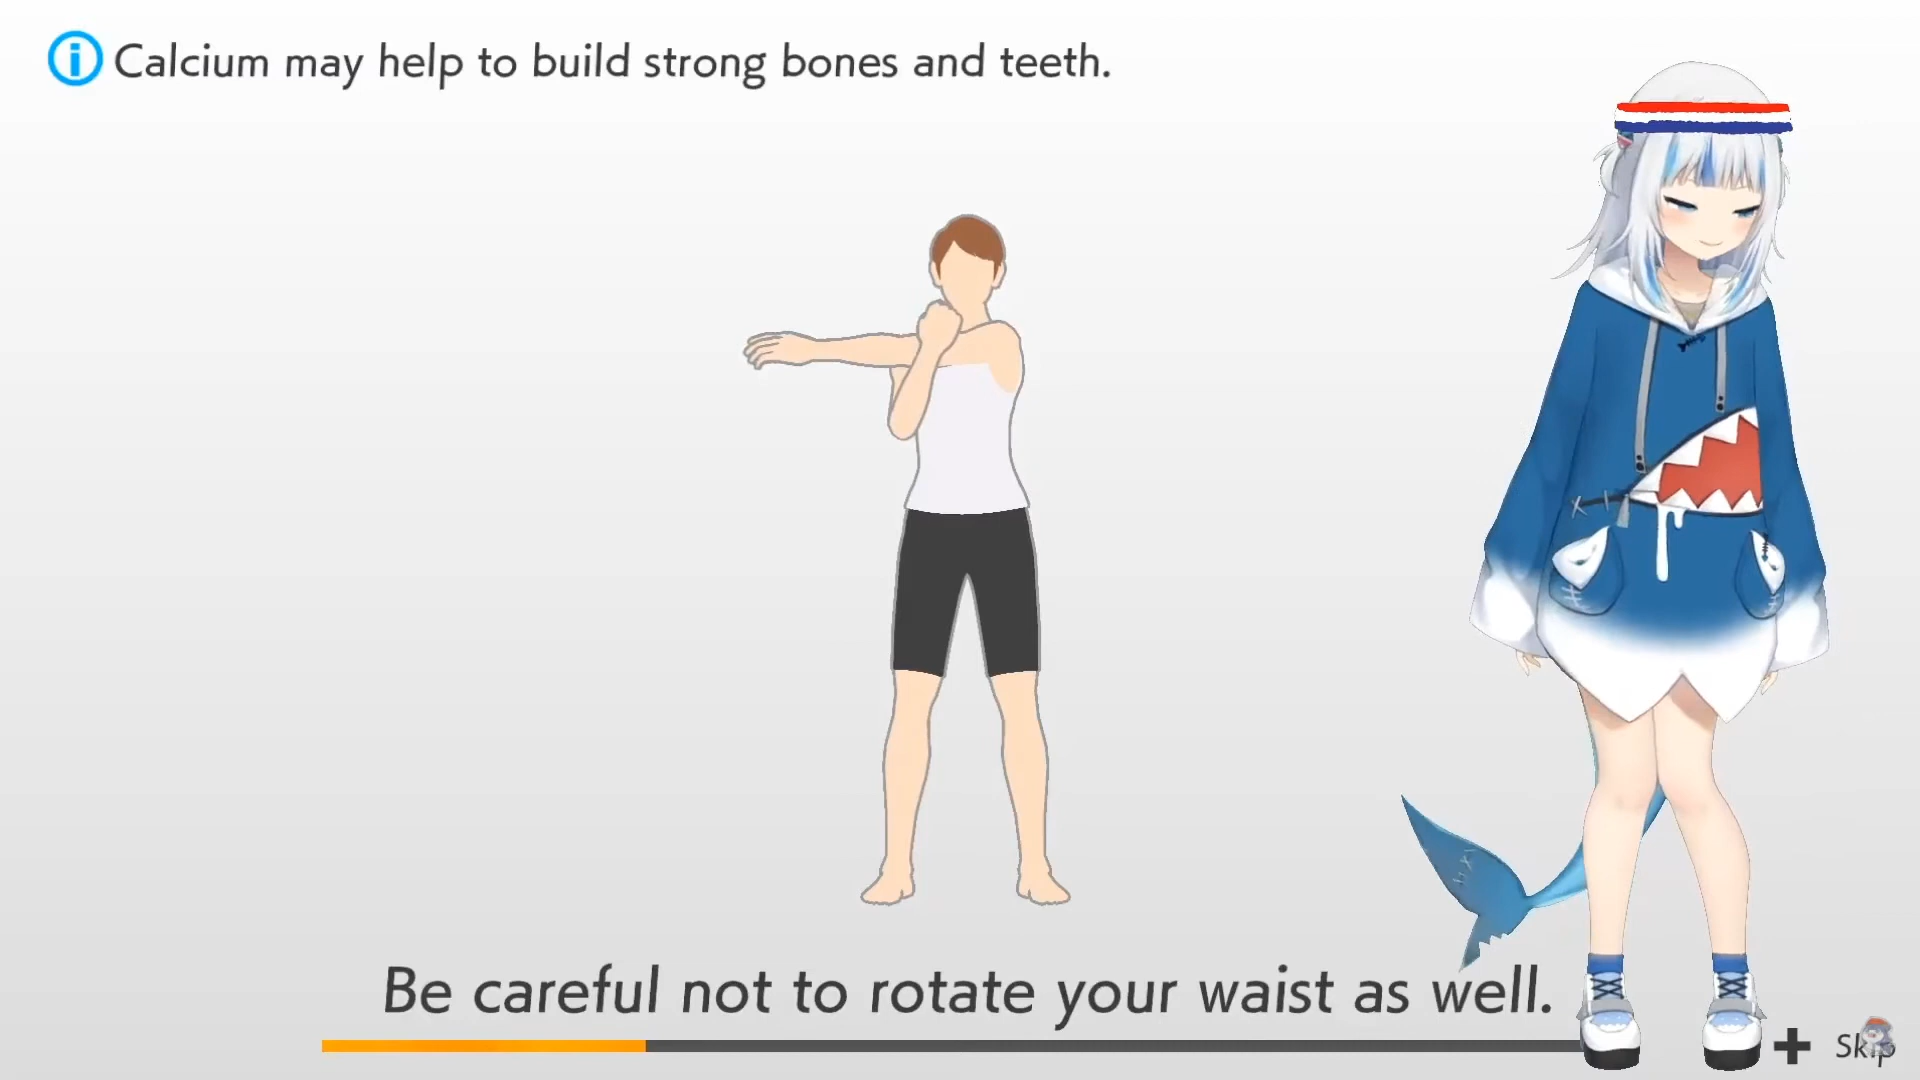 Calcium may help to build strong bones and teeth.
Be careful not to rotate your waist as well.
Skip